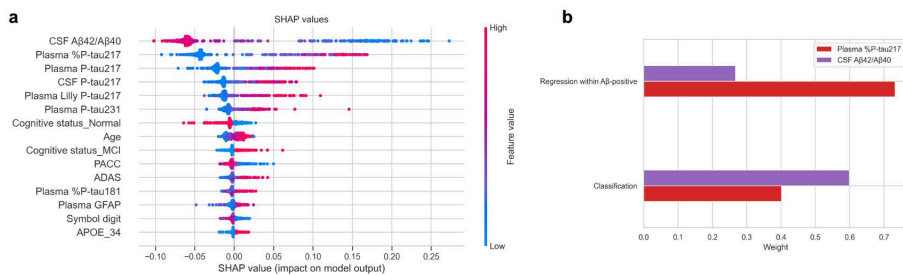 a
SHAP values
High
CSF Aβ42/Aβ40
Plasma %P-tau217
Plasma P-tau217
CSF P-tau217
Plasma Lilly P-tau217
Plasma P-tau231
Cognitive status_Normal
Age
Cognitive status_MCI
PACC
ADAS
Plasma %P-tau181
Plasma GFAP
Symbol digit
APOE_34
Feature value
Low
-0.10 -0.05 0.00 0.05 0.10 0.15 0.20 0.25
SHAP value (impact on model output)
b
Plasma %P-tau217
CSF Aβ42/Aβ40
Regression within Aβ-positive
Classification
0.0 0.1 0.2 0.3 0.4 0.5 0.6 0.7
Weight